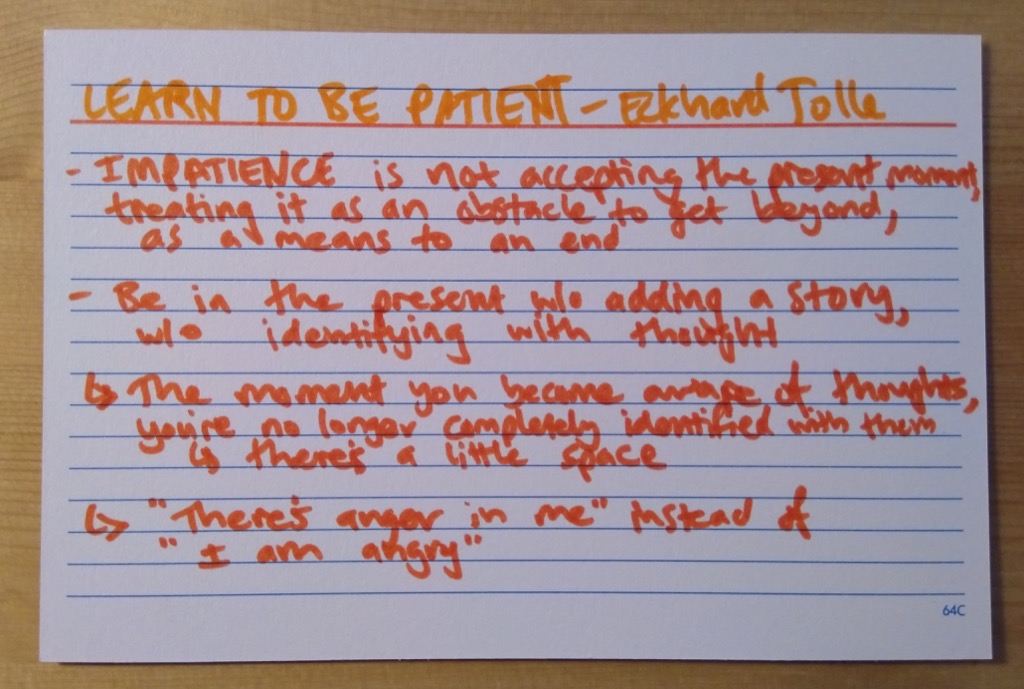 LEARN TO BE PATIENT - Eckhard Tolle
- IMPATIENCE is not accepting the present moment,
treating it as an obstacle to get beyond,
as a means to an end
- Be in the present w/o adding a story,
w/o identifying with thought
↳ The moment you become aware of thoughts,
you're no longer completely identified with them
↳ there's a little space
↳ "There's anger in me" instead of
"I am angry"
64C